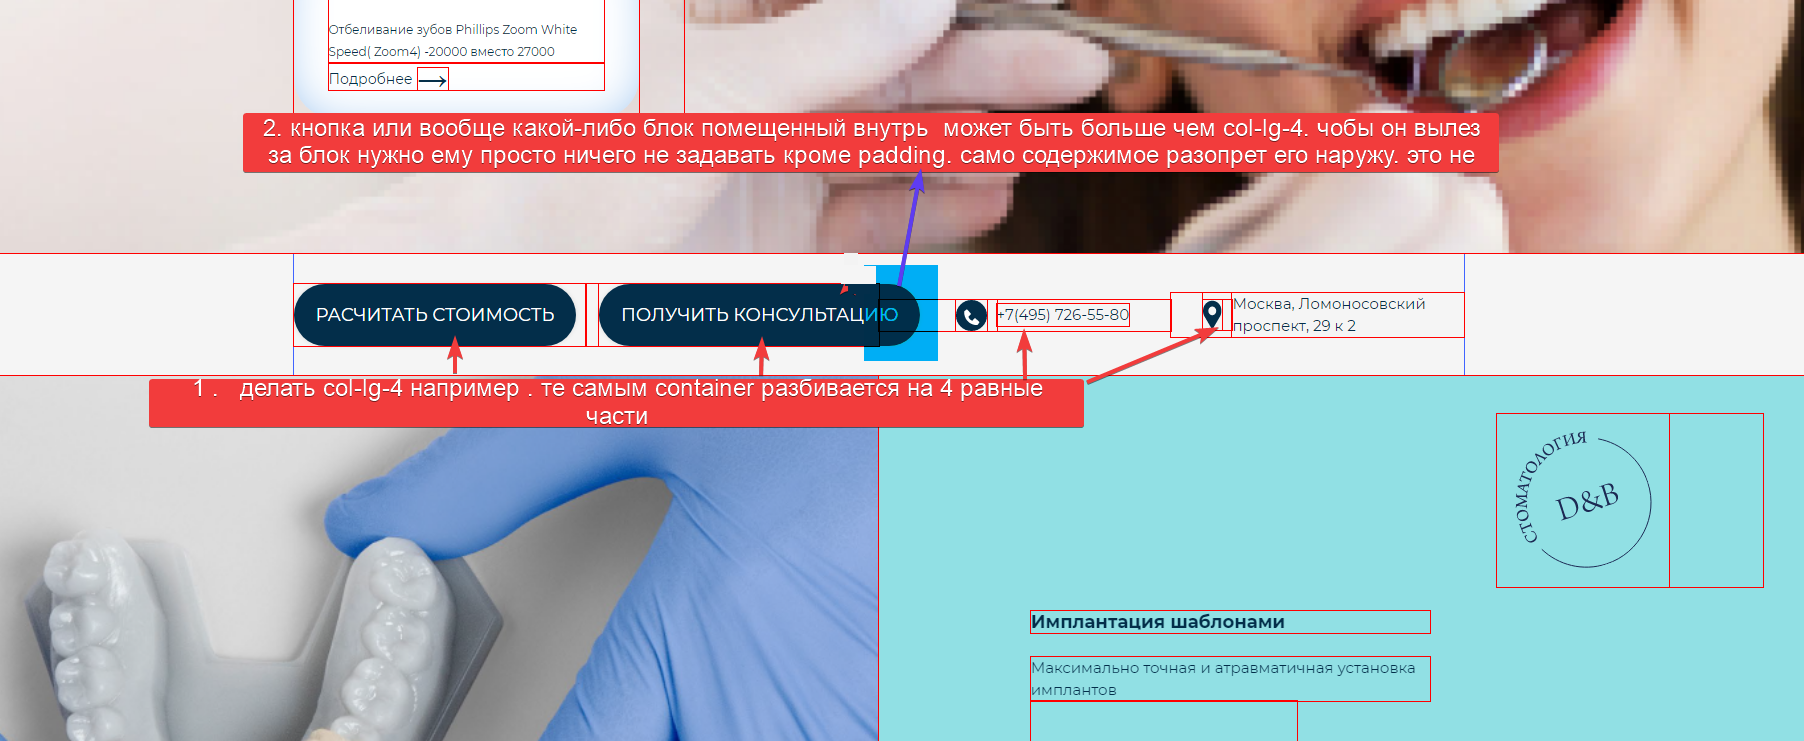 Отбеливание зубов Phillips Zoom White
Speed( Zoom4) -20000 вместо 27000
Подробнее
2. кнопка или вообще какой-либо блок помещенный внутрь может быть больше чем col-lg-4. чобы он вылез
за блок нужно ему просто ничего не задавать кроме padding. само содержимое разопрет его наружу. это не
РАСЧИТАТЬ СТОИМОСТЬ
ПОЛУЧИТЬ КОНСУЛЬТАЦИЮ
+7(495) 726-55-80
Москва, Ломоносовский
проспект, 29 к 2
1 . делать col-lg-4 например . те самым container разбивается на 4 равные
части
СТОМАТОЛОГИЯ
D&B
Имплантация шаблонами
Максимально точная и атравматичная установка
имплантов